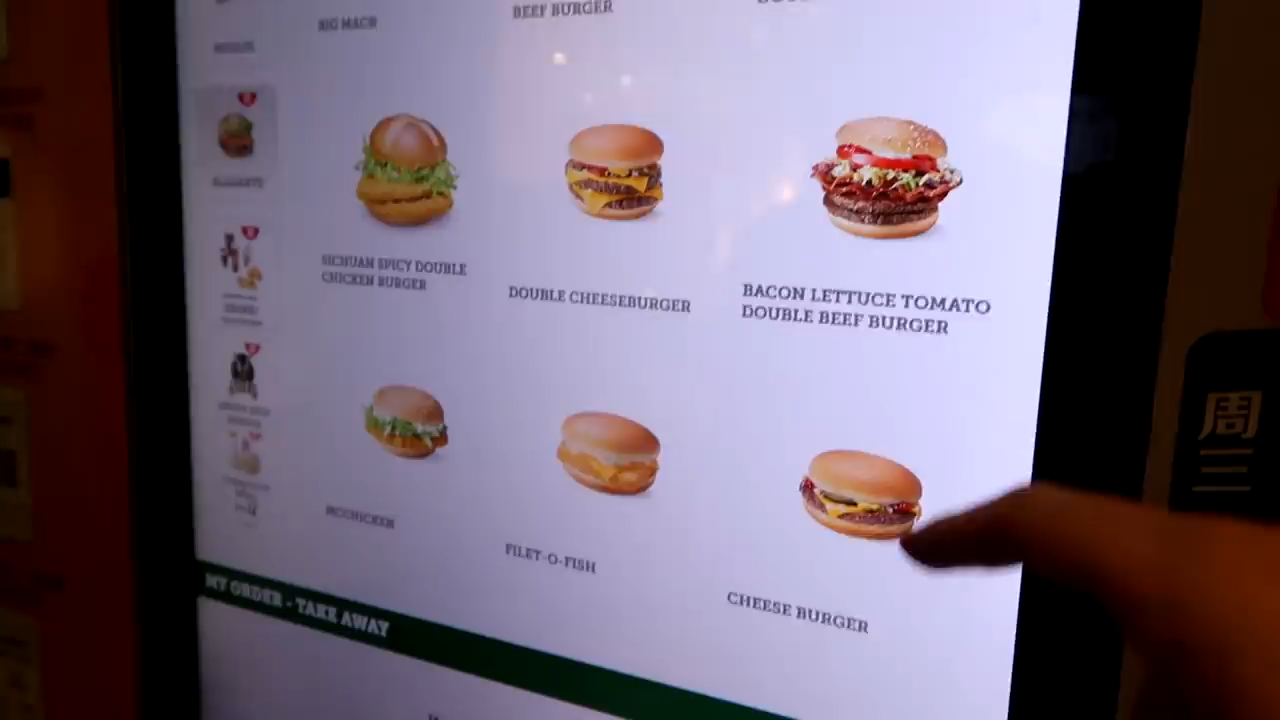 BIG MAC®
BEEF BURGER
SICHUAN SPICY DOUBLE
CHICKEN BURGER
DOUBLE CHEESEBURGER
BACON LETTUCE TOMATO
DOUBLE BEEF BURGER
MCCHICKEN
FILET-O-FISH
CHEESE BURGER
MY ORDER - TAKE AWAY
周
三